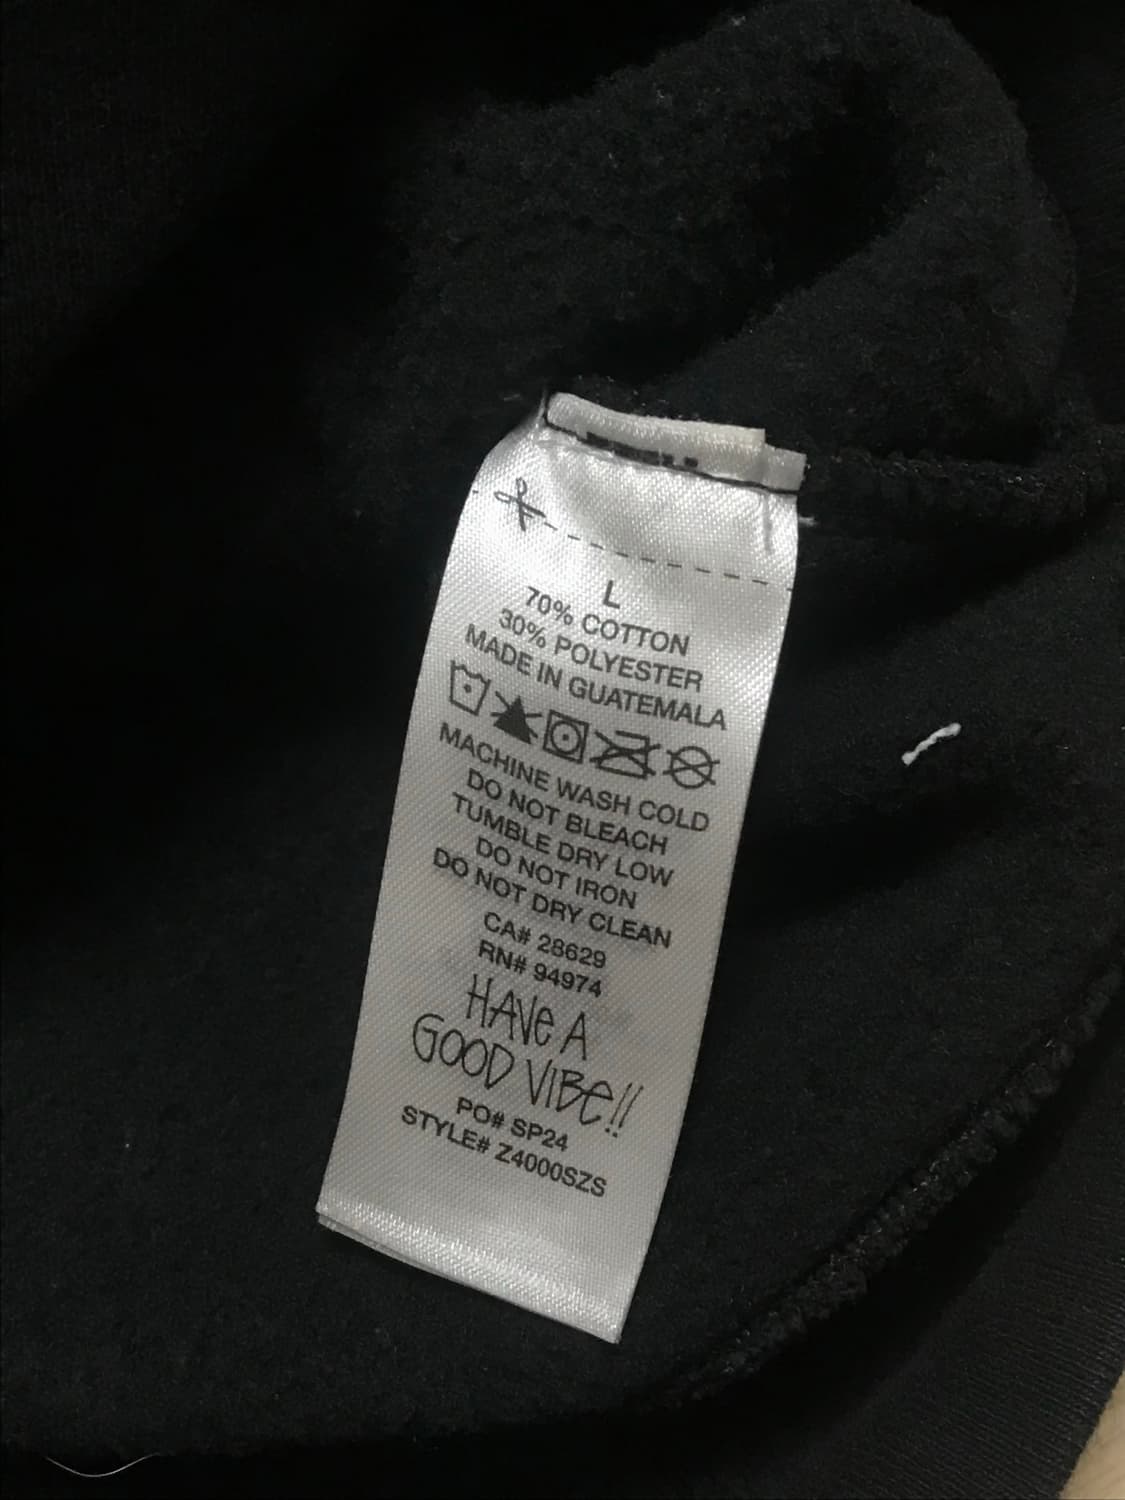 L
70% COTTON
30% POLYESTER
MADE IN GUATEMALA
MACHINE WASH COLD
DO NOT BLEACH
TUMBLE DRY LOW
DO NOT IRON
DO NOT DRY CLEAN
CA# 28629
RN# 94974
HAVe A
GOOD VIBe!!
PO# SP24
STYLE# Z4000SZS